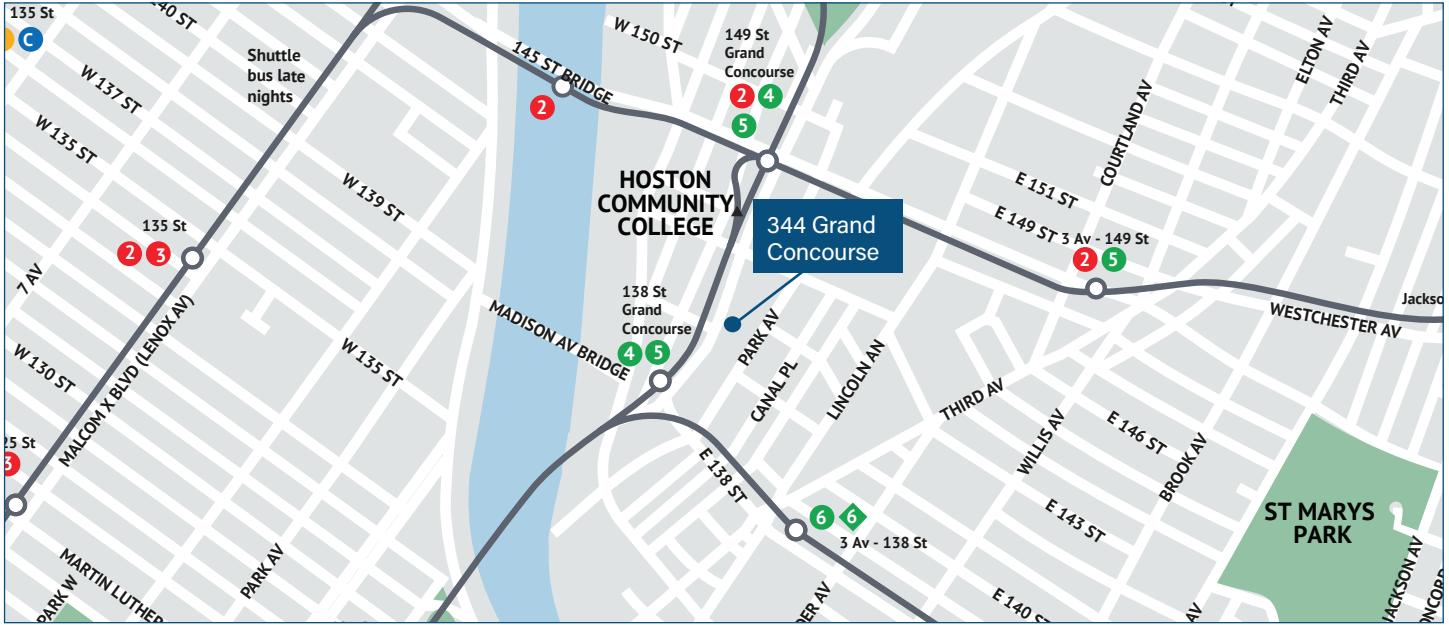 135 St
C
40 ST
Shuttle
bus late
nights
W 137 ST
W 135 ST
W 139 ST
145 ST BRIDGE
2
W 150 ST
149 St
Grand
Concourse
2 4
5
ELTON AV
THIRD AV
COURTLAND AV
E 151 ST
E 149 ST
3 Av - 149 St
2 5
HOSTON
COMMUNITY
COLLEGE
344 Grand
Concourse
135 St
2 3
7 AV
MALCOM X BLVD (LENOX AV)
W 130 ST
W 135 ST
25 St
3
MADISON AV BRIDGE
138 St
Grand
Concourse
4 5
PARK AV
CANAL PL
LINCOLN AN
THIRD AV
WESTCHESTER AV
Jackso
WILLIS AV
E 146 ST
BROOK AV
E 143 ST
E 138 ST
6 6
3 Av - 138 St
ST MARYS
PARK
MARTIN LUTHER
PARK W
PARK AV
DER AV
E 140 ST
AV
JACKSON AV
ONCORD